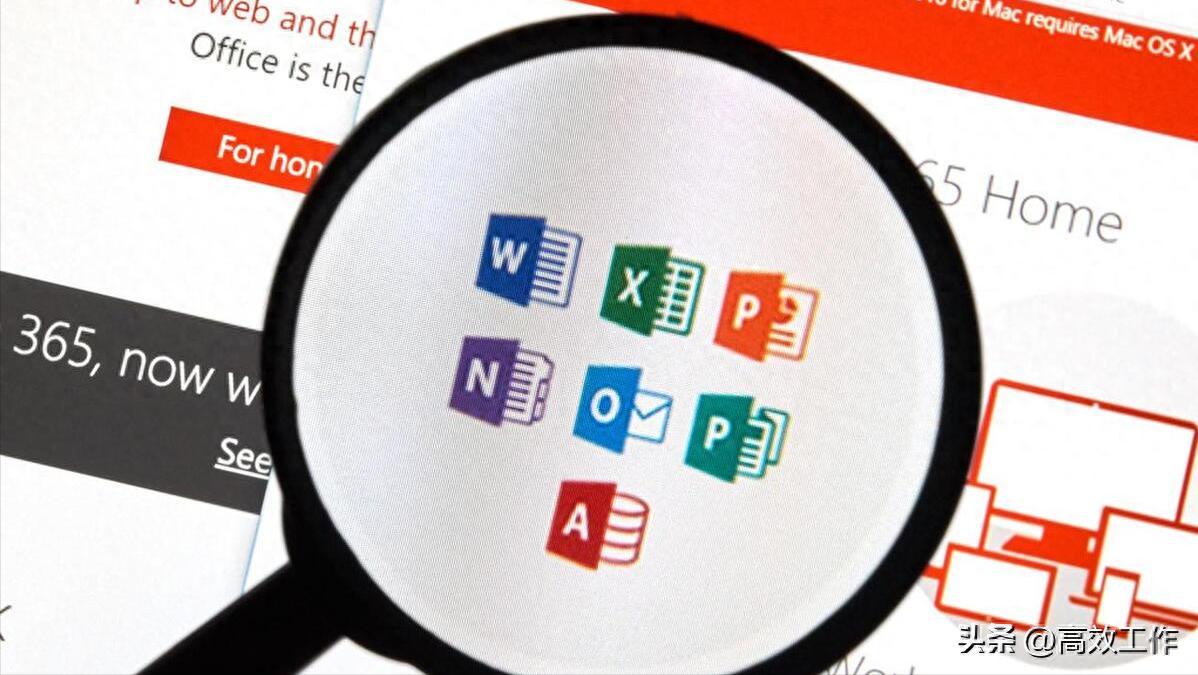 to web and th
Office is the
For hon
365, now w
See
for Mac requires Mac OS X
65 Home
W
X
P
N
O
P
A
头条 @高效工作